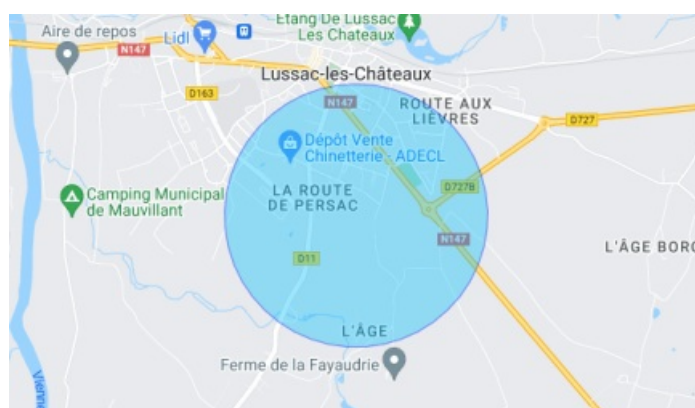 Etang De Lussac
Les Chateaux
Aire de repos
Lidl
N147
Lussac-les-Châteaux
D163
N147
ROUTE AUX
LIÈVRES
D727
Dépôt Vente
Chinetterie - ADECL
Camping Municipal
de Mauvillant
LA ROUTE
DE PERSAC
D727B
N147
L'ÂGE BORG
D11
L'ÂGE
Ferme de la Fayaudrie
Vienne